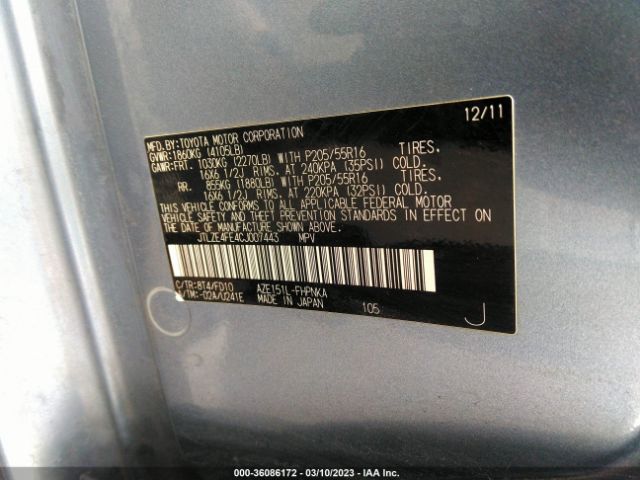 12/11
MFD.BY:TOYOTA MOTOR CORPORATION
GVWR:1860KG (4105LB)
GAWR:FRT. 1030KG (2270LB) WITH P205/55R16 TIRES.
16X6 1/2J RIMS. AT 240KPA (35PSI) COLD.
RR. 855KG (1880LB) WITH P205/55R16 TIRES.
16X6 1/2J RIMS. AT 220KPA (32PSI) COLD.
THIS VEHICLE CONFORMS TO ALL APPLICABLE FEDERAL MOTOR
VEHICLE SAFETY AND THEFT PREVENTION STANDARDS IN EFFECT ON
THE DATE OF MANUFACTURE SHOWN ABOVE.
JTLZE4FE4CJ007443 MPV
C/TR:8T4/FD10 AZE151L-FHPNKA
A/TM:-02A/U241E MADE IN JAPAN 105 J
000-36086172 - 03/10/2023 - IAA Inc.